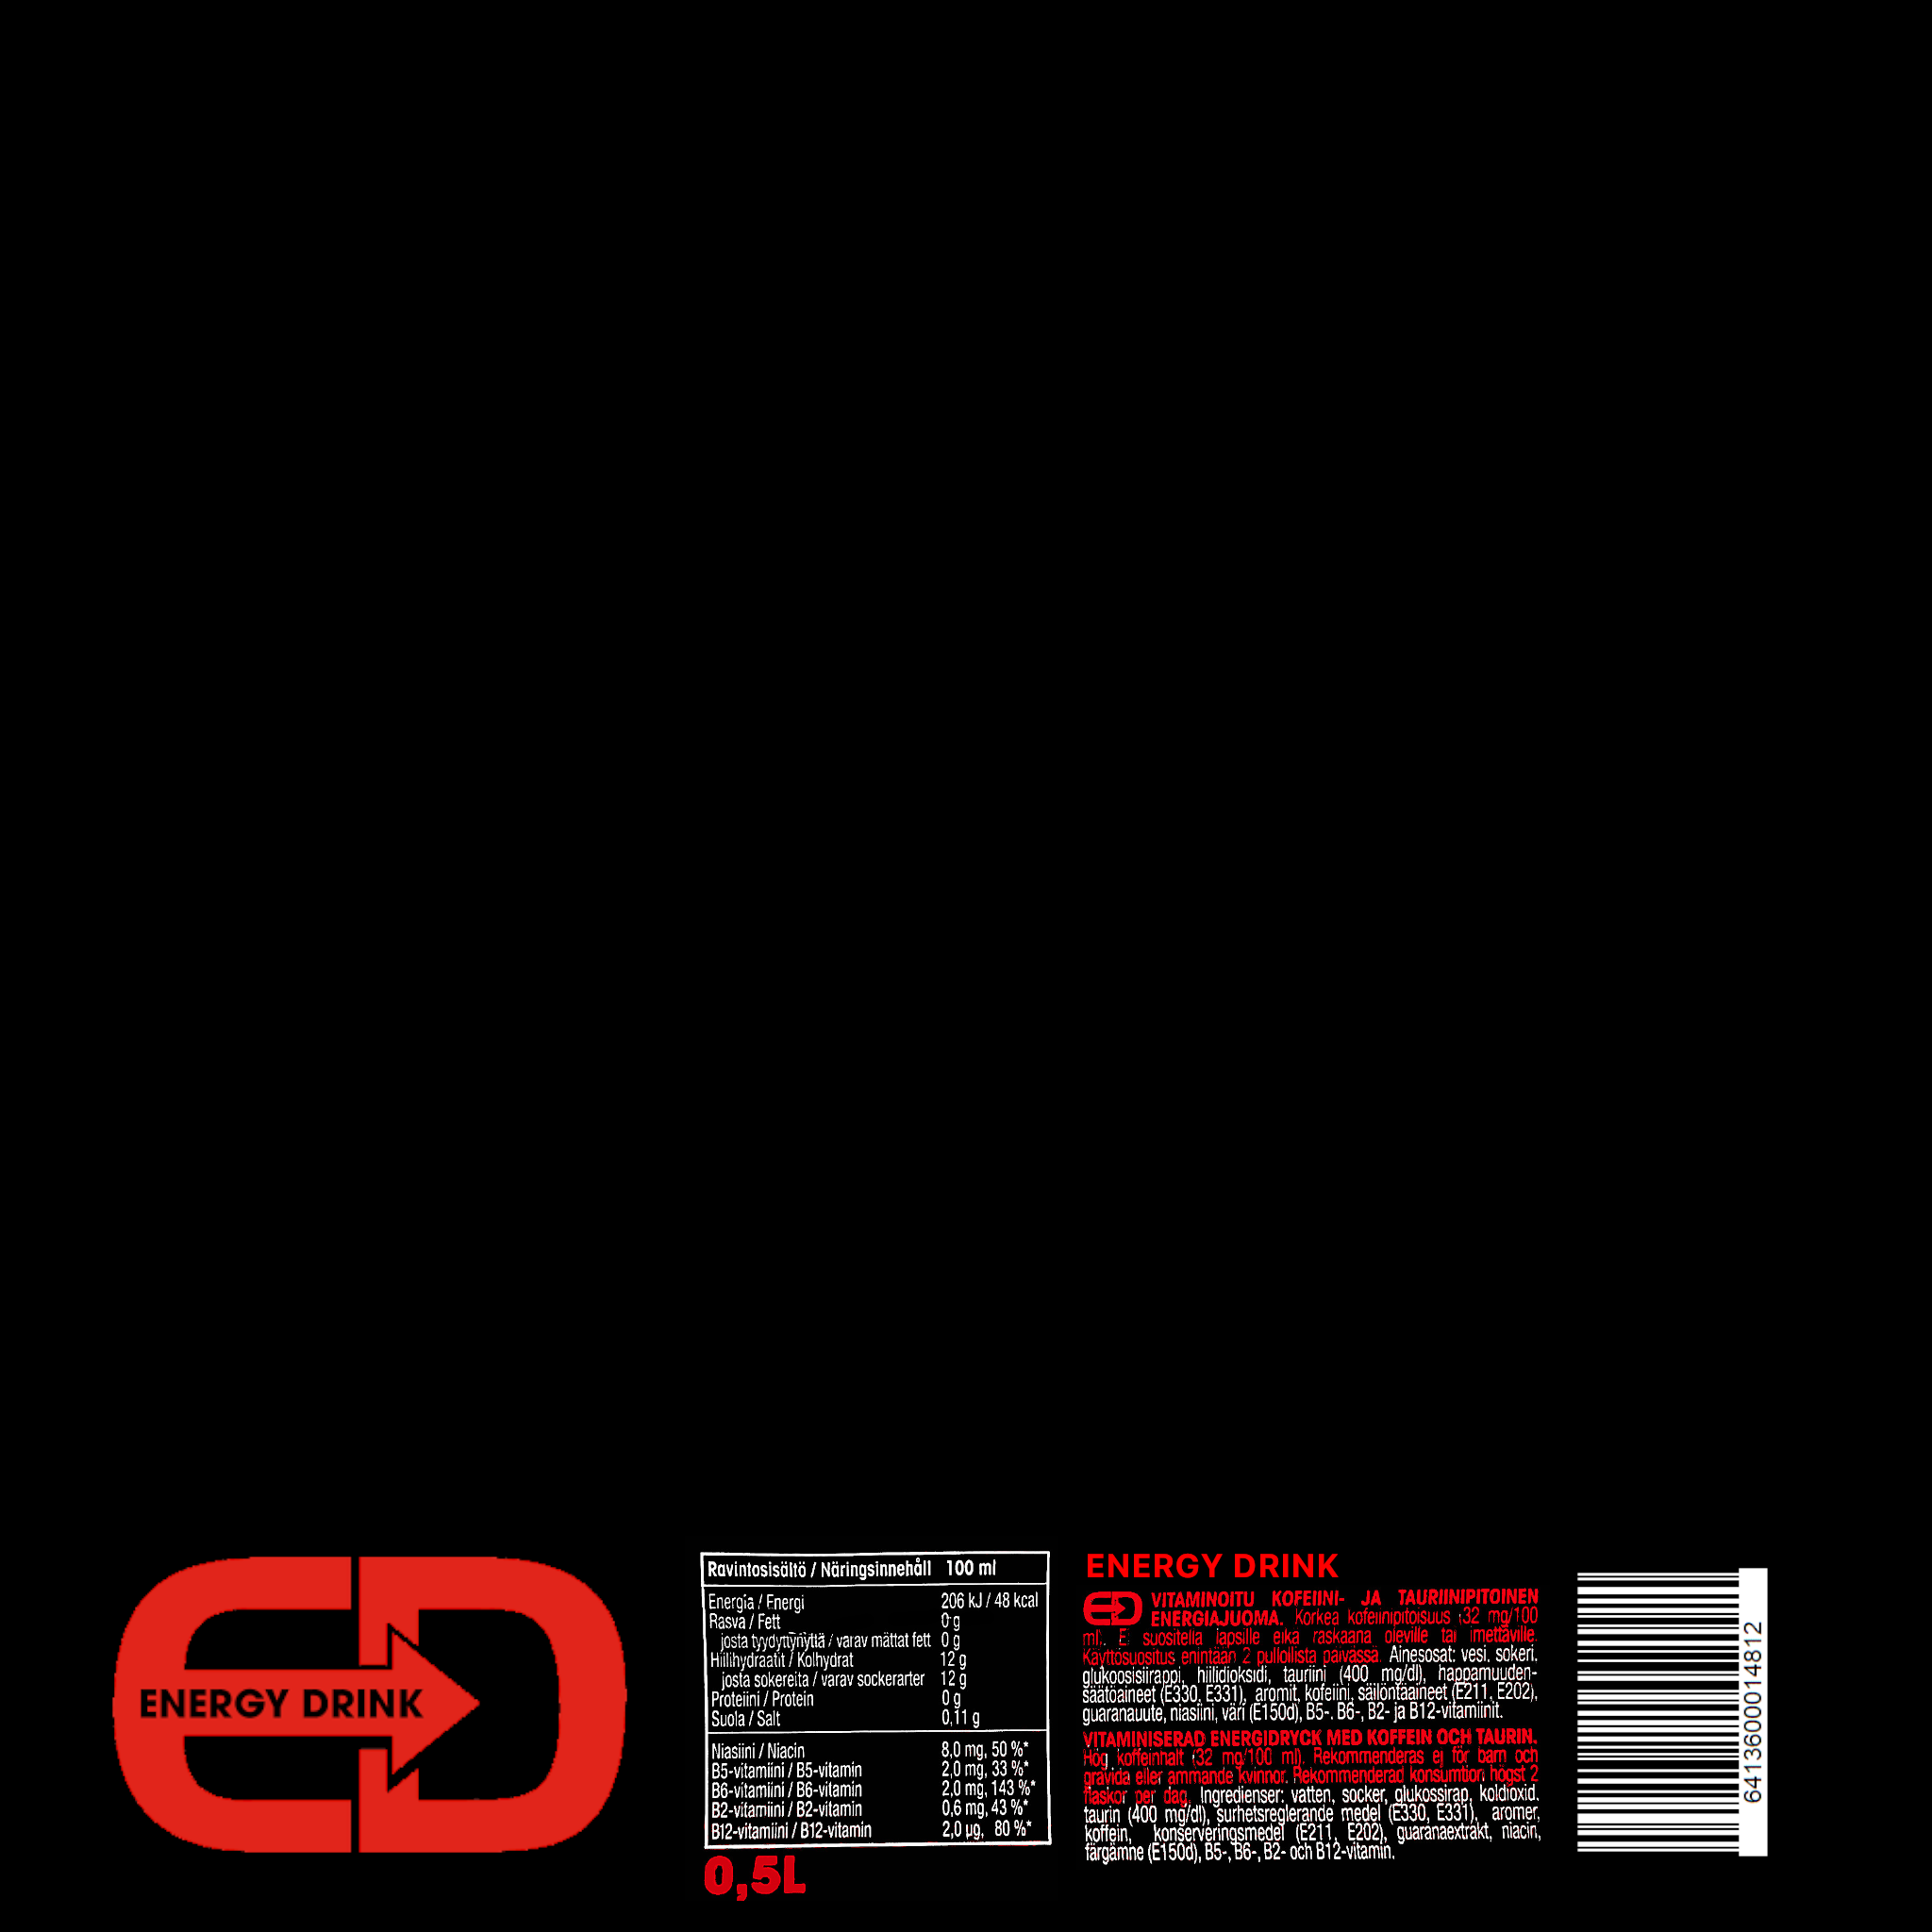 ENERGY DRINK
Ravintosisältö / Näringsinnehåll 100 ml
Energia / Energi 206 kJ / 48 kcal
Rasva / Fett 0 g
josta tyydyttynyttä / varav mättat fett 0 g
Hiilihydraatit / Kolhydrat 12 g
josta sokereita / varav sockerarter 12 g
Proteiini / Protein 0 g
Suola / Salt 0,11 g
Niasiini / Niacin 8,0 mg, 50 %*
B5-vitamiini / B5-vitamin 2,0 mg, 33 %*
B6-vitamiini / B6-vitamin 2,0 mg, 143 %*
B2-vitamiini / B2-vitamin 0,6 mg, 43 %*
B12-vitamiini / B12-vitamin 2,0 µg, 80 %*
0,5L
ENERGY DRINK
VITAMINOITU KOFEIINI- JA TAURIINIPITOINEN
ENERGIAJUOMA. Korkea kofeiinipitoisuus (32 mg/100
ml). Ei suositella lapsille eikä raskaana oleville tai imettäville.
Käyttösuositus enintään 2 pullollista päivässä. Ainesosat: vesi, sokeri,
glukoosisiirappi, hiilidioksidi, tauriini (400 mg/dl), happamuuden-
säätöaineet (E330, E331), aromit, kofeiini, säilöntäaineet (E211, E202),
guaranauute, niasiini, väri (E150d), B5-, B6-, B2- ja B12-vitamiinit.
VITAMINISERAD ENERGIDRYCK MED KOFFEIN OCH TAURIN.
Hög koffeinhalt (32 mg/100 ml). Rekommenderas ej för barn och
gravida eller ammande kvinnor. Rekommenderad konsumtion högst 2
flaskor per dag. Ingredienser: vatten, socker, glukossirap, koldioxid,
taurin (400 mg/dl), surhetsreglerande medel (E330, E331), aromer,
koffein, konserveringsmedel (E211, E202), guaranaextrakt, niacin,
färgämne (E150d), B5-, B6-, B2- och B12-vitamin.
6413600014812